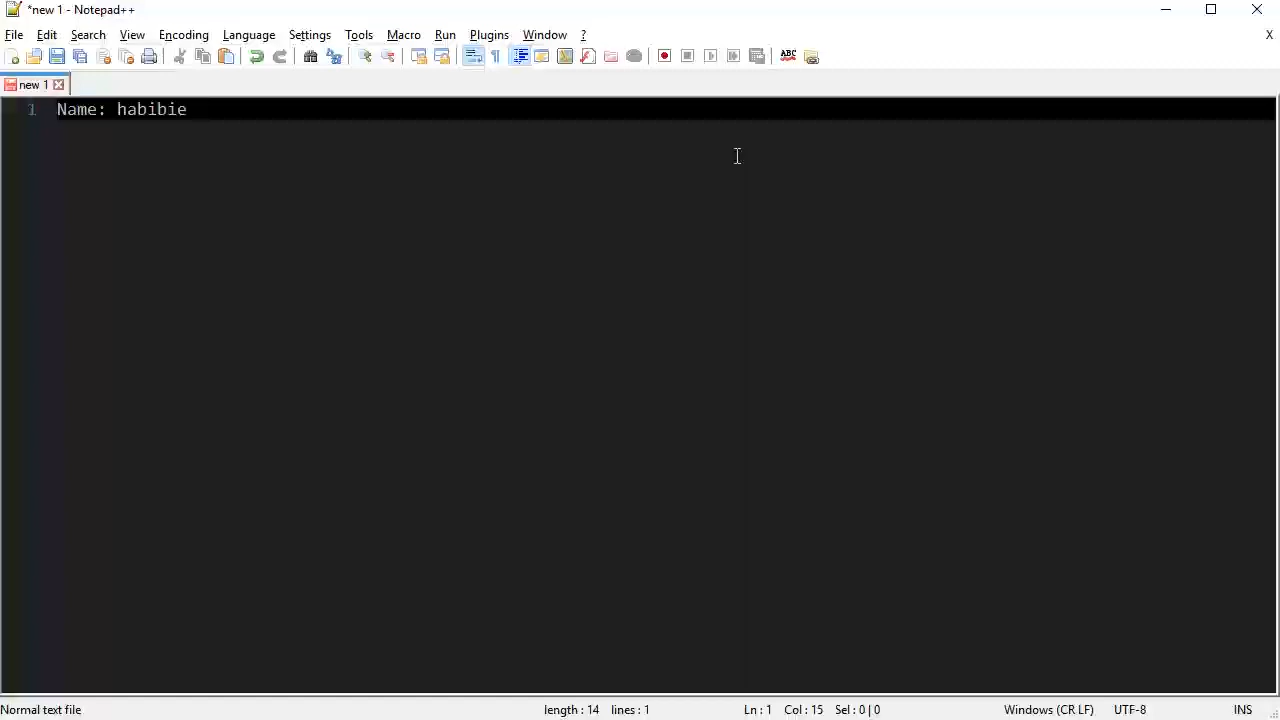 *new 1 - Notepad++
File Edit Search View Encoding Language Settings Tools Macro Run Plugins Window ? X
ABC
new 1
1 Name: habibie
Normal text file length : 14 lines : 1 Ln : 1 Col : 15 Sel : 0 | 0 Windows (CR LF) UTF-8 INS